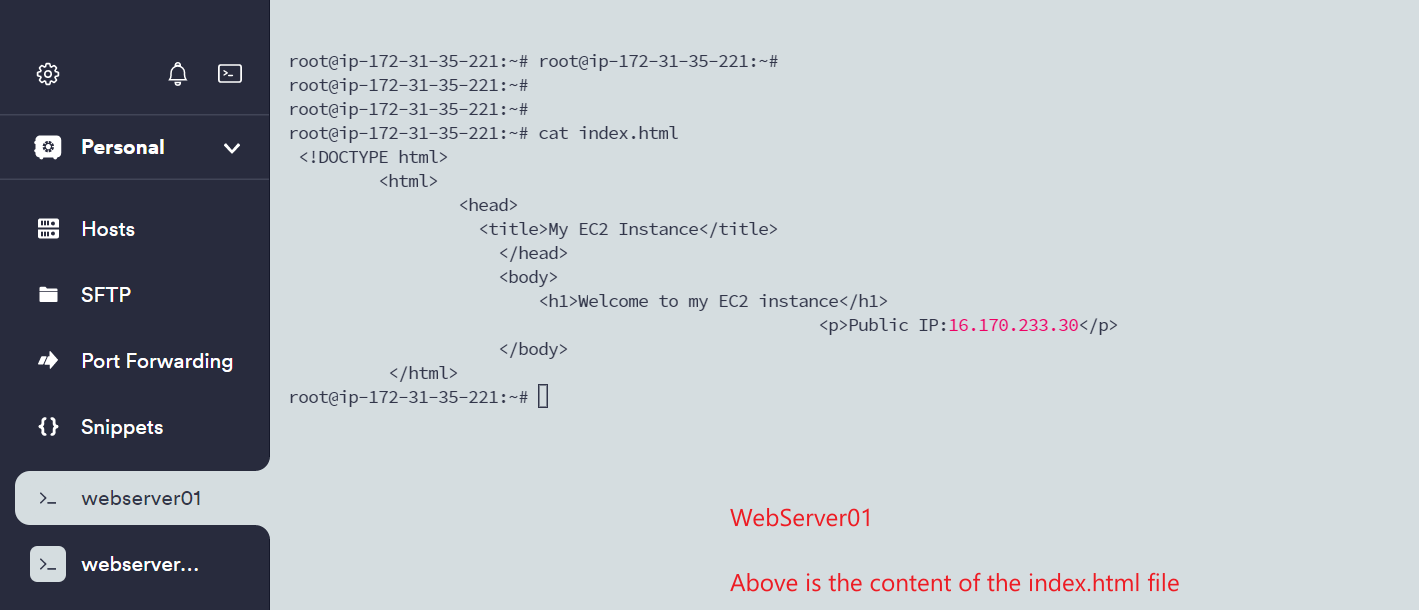 Personal
Hosts
SFTP
Port Forwarding
Snippets
webserver01
webserver...
root@ip-172-31-35-221:~# root@ip-172-31-35-221:~#
root@ip-172-31-35-221:~#
root@ip-172-31-35-221:~#
root@ip-172-31-35-221:~# cat index.html
<!DOCTYPE html>
<html>
<head>
<title>My EC2 Instance</title>
</head>
<body>
<h1>Welcome to my EC2 instance</h1>
<p>Public IP:16.170.233.30</p>
</body>
</html>
root@ip-172-31-35-221:~#
WebServer01
Above is the content of the index.html file